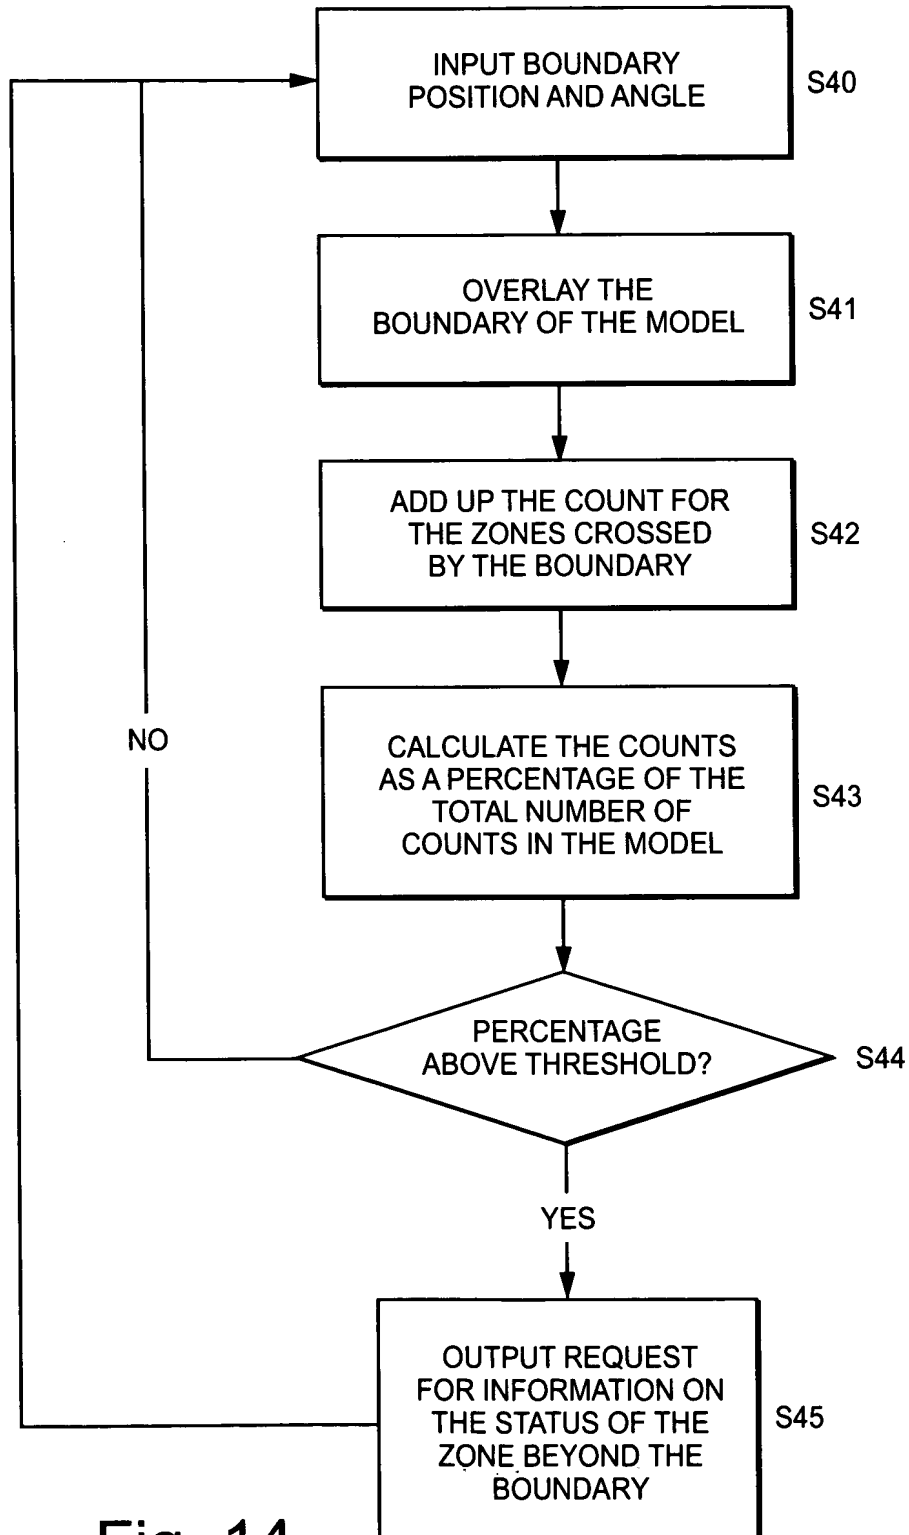 INPUT BOUNDARY
POSITION AND ANGLE
S40
OVERLAY THE
BOUNDARY OF THE MODEL
S41
ADD UP THE COUNT FOR
THE ZONES CROSSED
BY THE BOUNDARY
S42
NO
CALCULATE THE COUNTS
AS A PERCENTAGE OF THE
TOTAL NUMBER OF
COUNTS IN THE MODEL
S43
PERCENTAGE
ABOVE THRESHOLD?
S44
YES
OUTPUT REQUEST
FOR INFORMATION ON
THE STATUS OF THE
ZONE BEYOND THE
BOUNDARY
S45
Fig. 14